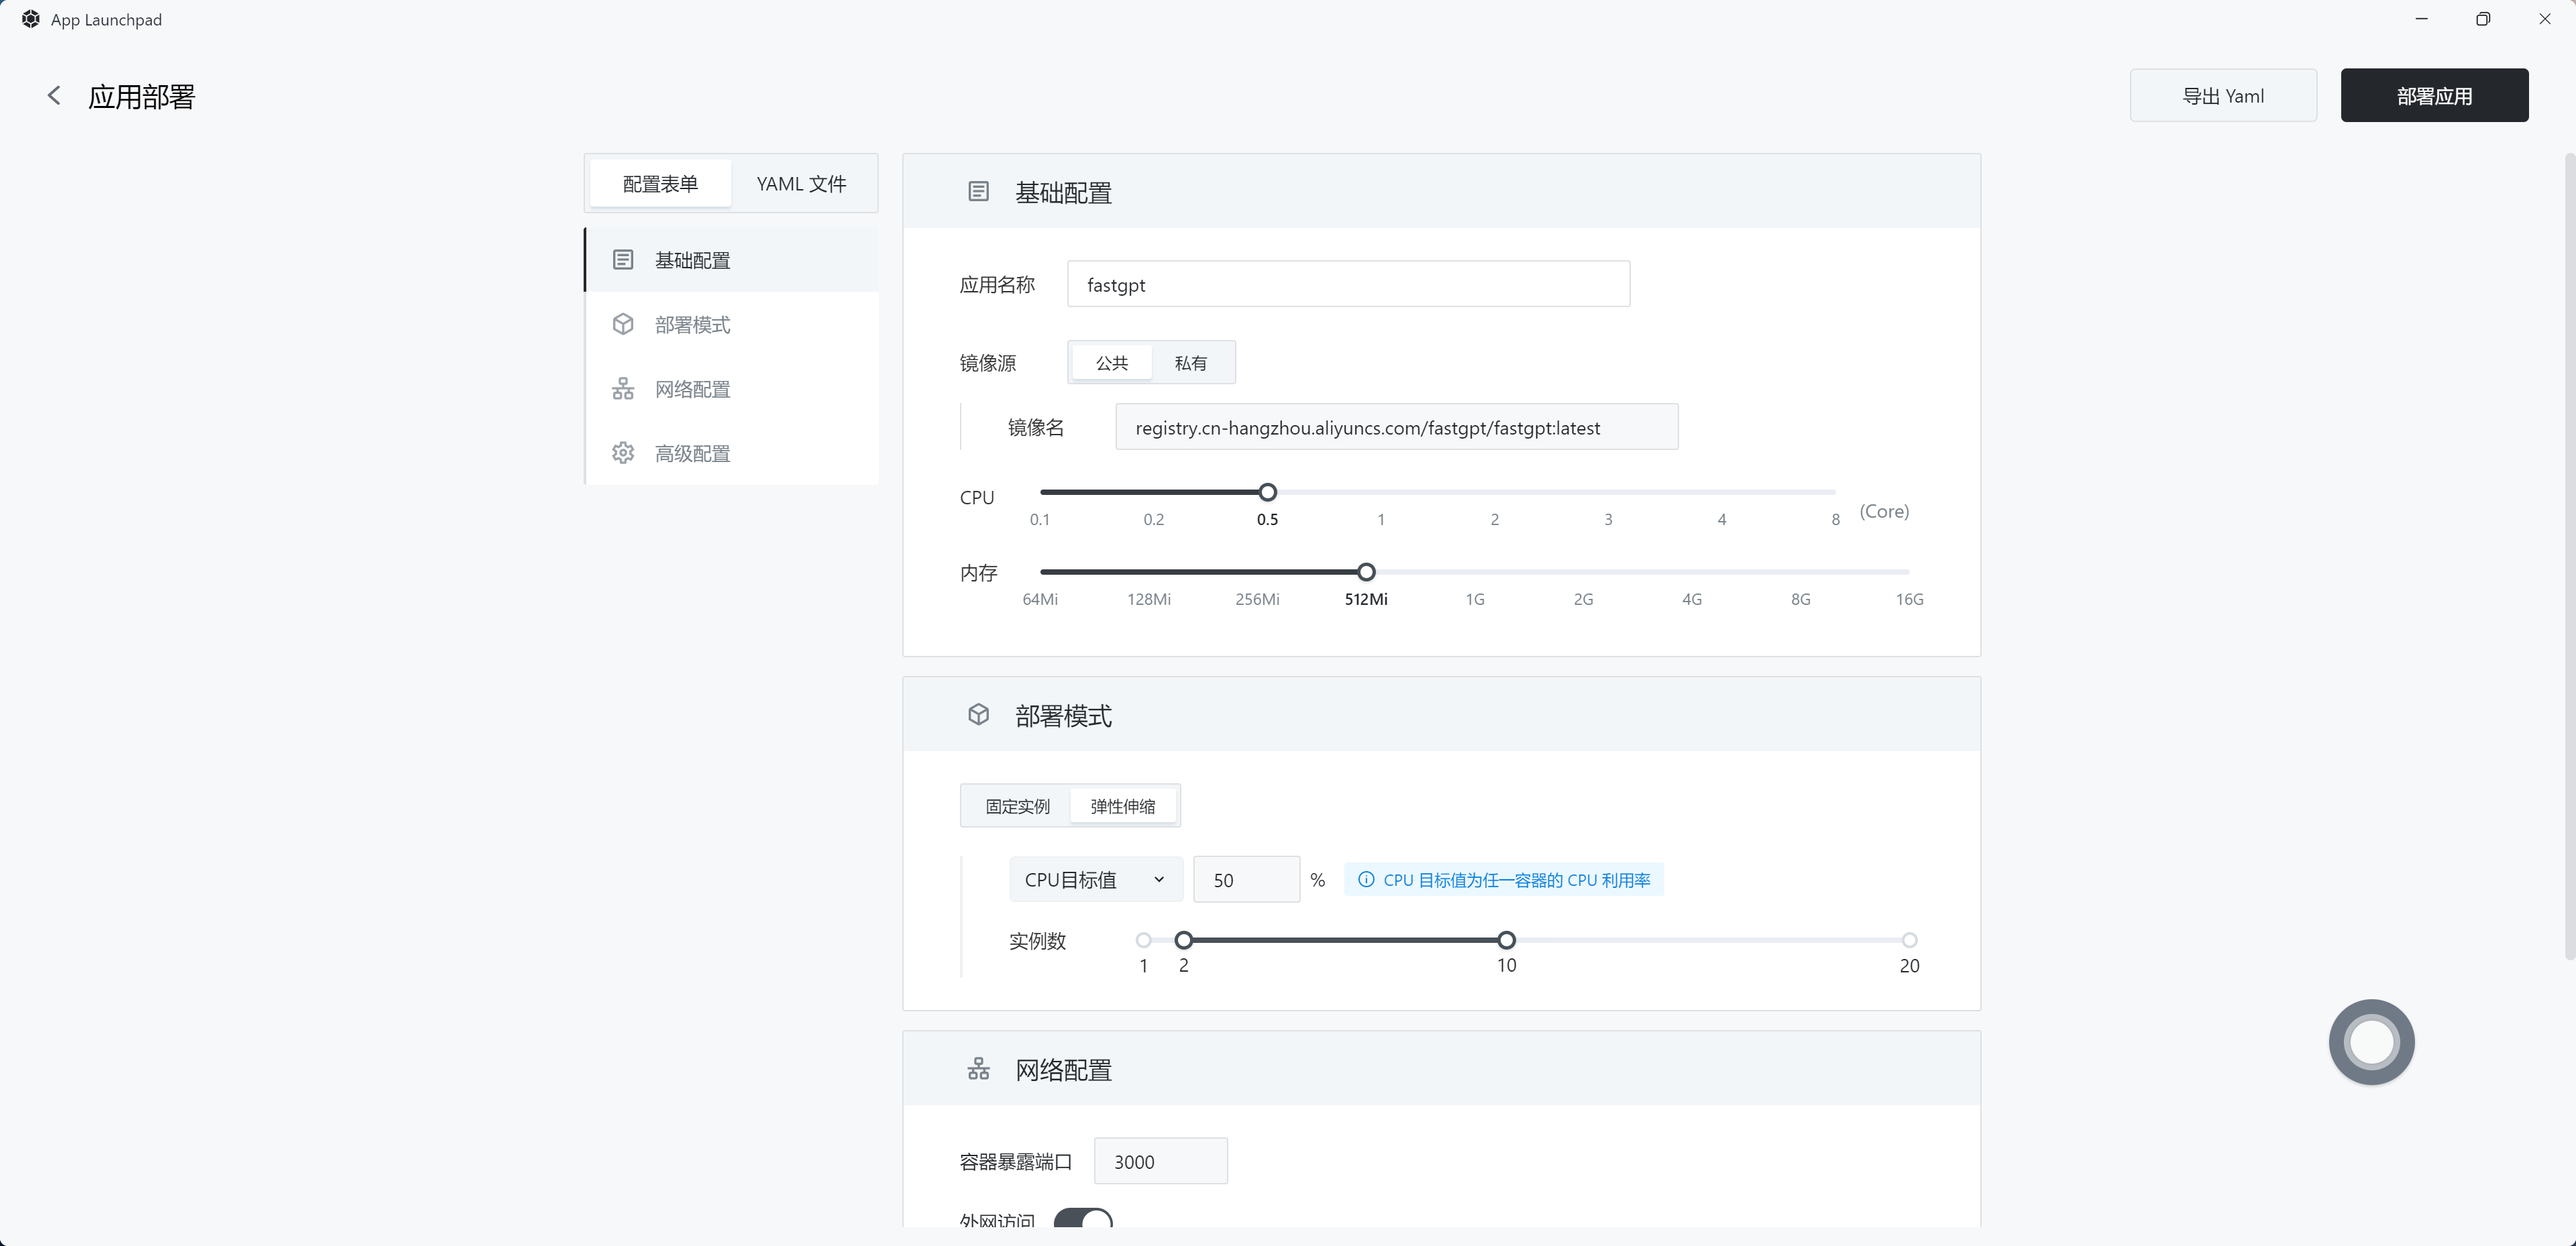 App Launchpad
应用部署
导出 Yaml
部署应用
配置表单
YAML 文件
基础配置
部署模式
网络配置
高级配置
基础配置
应用名称
fastgpt
镜像源
公共
私有
镜像名
registry.cn-hangzhou.aliyuncs.com/fastgpt/fastgpt:latest
CPU
0.1 0.2 0.5 1 2 3 4 8
(Core)
内存
64Mi 128Mi 256Mi 512Mi 1G 2G 4G 8G 16G
部署模式
固定实例
弹性伸缩
CPU目标值
50
%
CPU 目标值为任一容器的 CPU 利用率
实例数
1 2 10 20
网络配置
容器暴露端口
3000
外网访问